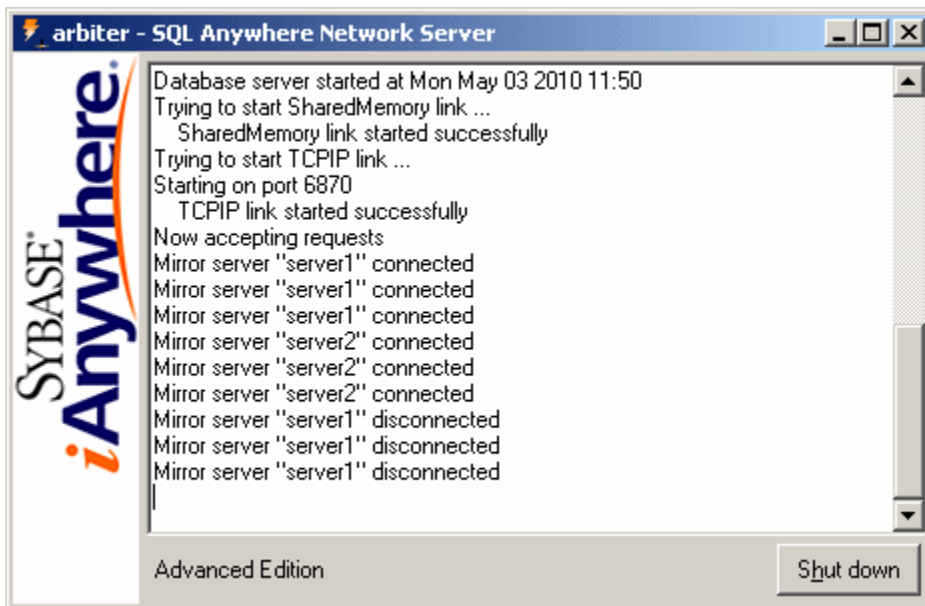 arbiter - SQL Anywhere Network Server
SYBASE
iAnywhere.
Database server started at Mon May 03 2010 11:50
Trying to start SharedMemory link ...
SharedMemory link started successfully
Trying to start TCPIP link ...
Starting on port 6870
TCPIP link started successfully
Now accepting requests
Mirror server "server1" connected
Mirror server "server1" connected
Mirror server "server1" connected
Mirror server "server2" connected
Mirror server "server2" connected
Mirror server "server2" connected
Mirror server "server1" disconnected
Mirror server "server1" disconnected
Mirror server "server1" disconnected
Advanced Edition
Shut down